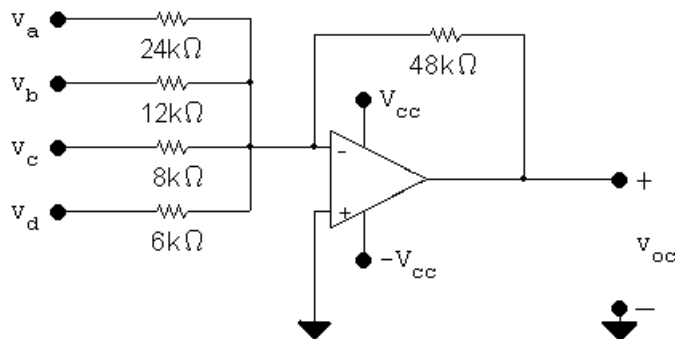 va
24kΩ
48kΩ
vb
12kΩ
Vcc
vc
8kΩ
-
+
vd
6kΩ
-Vcc
+
voc
-